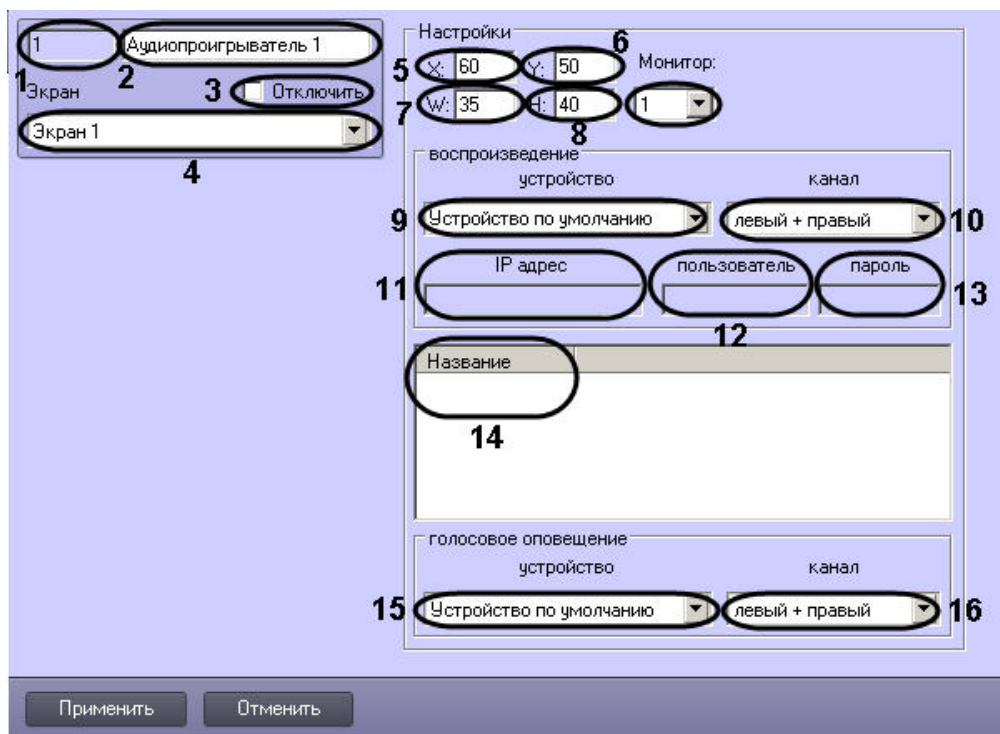 1 Аудиопроигрыватель 1
1 2
Экран 3 Отключить
Экран 1
4
Настройки
6
5 X: 60 Y: 50 Монитор:
7 W: 35 H: 40 1
8
воспроизведение
устройство канал
9 Устройство по умолчанию левый + правый 10
IP адрес пользователь пароль
11 13
12
Название
14
голосовое оповещение
устройство канал
15 Устройство по умолчанию левый + правый 16
Применить Отменить